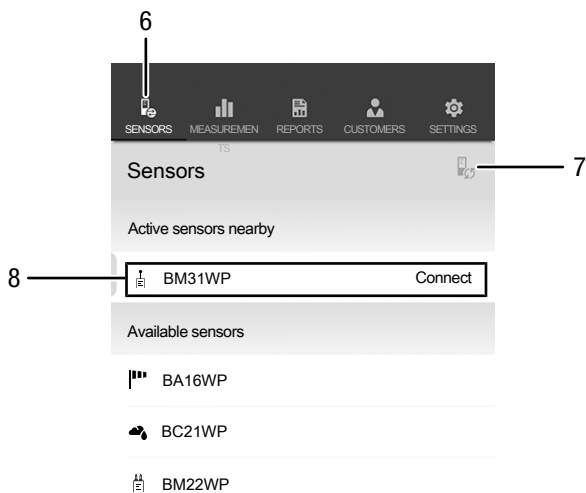 6
SENSORS MEASUREMEN REPORTS CUSTOMERS SETTINGS
TS
Sensors
7
Active sensors nearby
8
BM31WP Connect
Available sensors
BA16WP
BC21WP
BM22WP